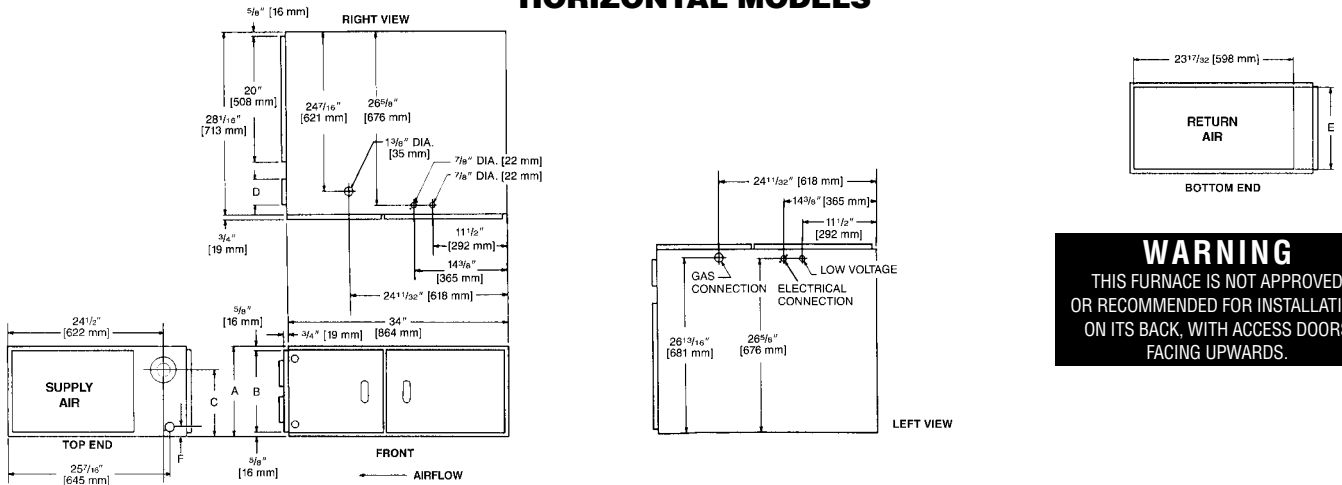 HORIZONTAL MODELS
5/8" [16 mm]
RIGHT VIEW
20"
[508 mm]
28 1/16"
[713 mm]
24 7/16"
[621 mm]
26 5/8"
[676 mm]
1 3/8" DIA.
[35 mm]
7/8" DIA. [22 mm]
7/8" DIA. [22 mm]
D
3/4"
[19 mm]
11 1/2"
[292 mm]
14 3/8"
[365 mm]
24 11/32" [618 mm]
5/8"
[16 mm]
34"
[864 mm]
3/4" [19 mm]
24 1/2"
[622 mm]
SUPPLY
AIR
C
A
B
TOP END
F
25 7/16"
[645 mm]
5/8"
[16 mm]
FRONT
AIRFLOW
24 11/32" [618 mm]
14 3/8" [365 mm]
11 1/2"
[292 mm]
GAS
CONNECTION
LOW VOLTAGE
ELECTRICAL
CONNECTION
26 13/16"
[681 mm]
26 5/8"
[676 mm]
LEFT VIEW
23 17/32 [598 mm]
RETURN
AIR
E
BOTTOM END
WARNING
THIS FURNACE IS NOT APPROVED
OR RECOMMENDED FOR INSTALLATI
ON ITS BACK, WITH ACCESS DOORS
FACING UPWARDS.